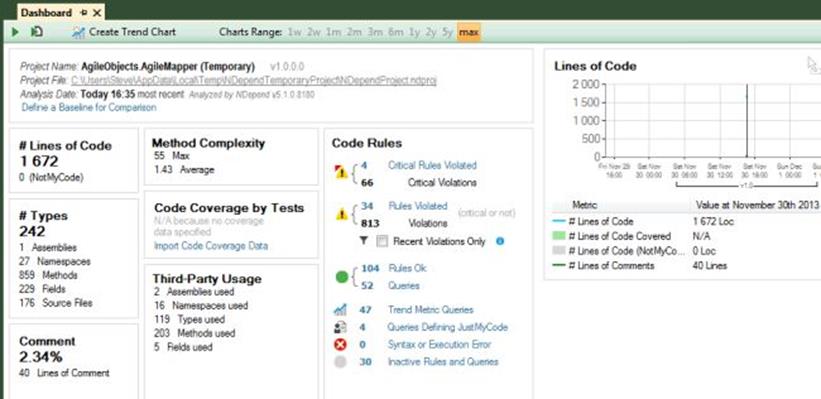 Dashboard
Create Trend Chart Charts Range: 1w 2w 1m 2m 3m 6m 1y 2y 5y max
Project Name: AgileObjects.AgileMapper (Temporary) v1.0.0.0
Project File: C:\Users\Steve\AppData\Local\Temp\NDependTemporaryProject\NDependProject.ndproj
Analysis Date: Today 16:35 most recent Analyzed by NDepend v5.1.0.8180
Define a Baseline for Comparison
# Lines of Code
1 672
0 (NotMyCode)
# Types
242
1 Assemblies
27 Namespaces
859 Methods
229 Fields
176 Source Files
Comment
2.34%
40 Lines of Comment
Method Complexity
55 Max
1.43 Average
Code Coverage by Tests
N/A because no coverage
data specified
Import Code Coverage Data
Third-Party Usage
2 Assemblies used
16 Namespaces used
119 Types used
203 Methods used
5 Fields used
Code Rules
4 Critical Rules Violated
66 Critical Violations
34 Rules Violated (critical or not)
813 Violations
Recent Violations Only
104 Rules Ok
52 Queries
47 Trend Metric Queries
4 Queries Defining JustMyCode
0 Syntax or Execution Error
30 Inactive Rules and Queries
Lines of Code
2 000
1 500
1 000
500
0
Fri Nov 29 16:00
Sat Nov 30 00:00
Sat Nov 30 06:00
Sat Nov 30 12:00
Sat Nov 30 16:00
Sun Dec 1 00:00
v1.0
Metric Value at November 30th 2013
# Lines of Code 1 672 Loc
# Lines of Code Covered N/A
# Lines of Code (NotMyCo... 0 Loc
# Lines of Comments 40 Lines